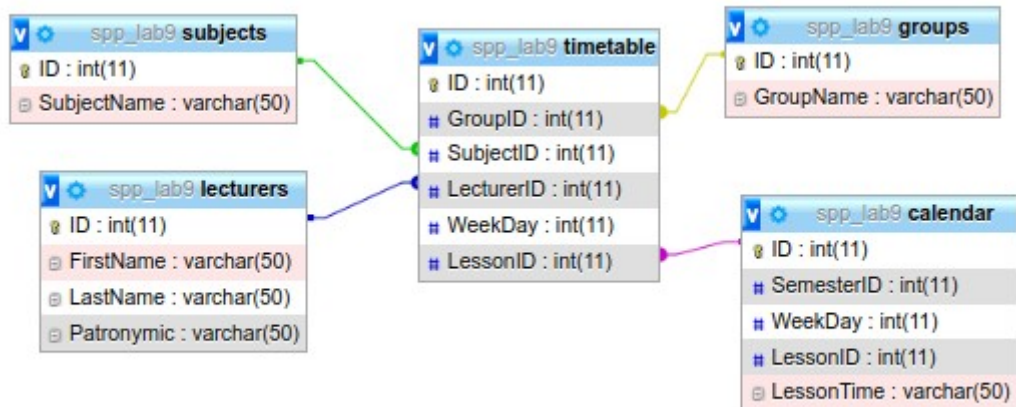 spp_lab9 subjects
ID : int(11)
SubjectName : varchar(50)
spp_lab9 lecturers
ID : int(11)
FirstName : varchar(50)
LastName : varchar(50)
Patronymic : varchar(50)
spp_lab9 timetable
ID : int(11)
GroupID : int(11)
SubjectID : int(11)
LecturerID : int(11)
WeekDay : int(11)
LessonID : int(11)
spp_lab9 groups
ID : int(11)
GroupName : varchar(50)
spp_lab9 calendar
ID : int(11)
SemesterID : int(11)
WeekDay : int(11)
LessonID : int(11)
LessonTime : varchar(50)